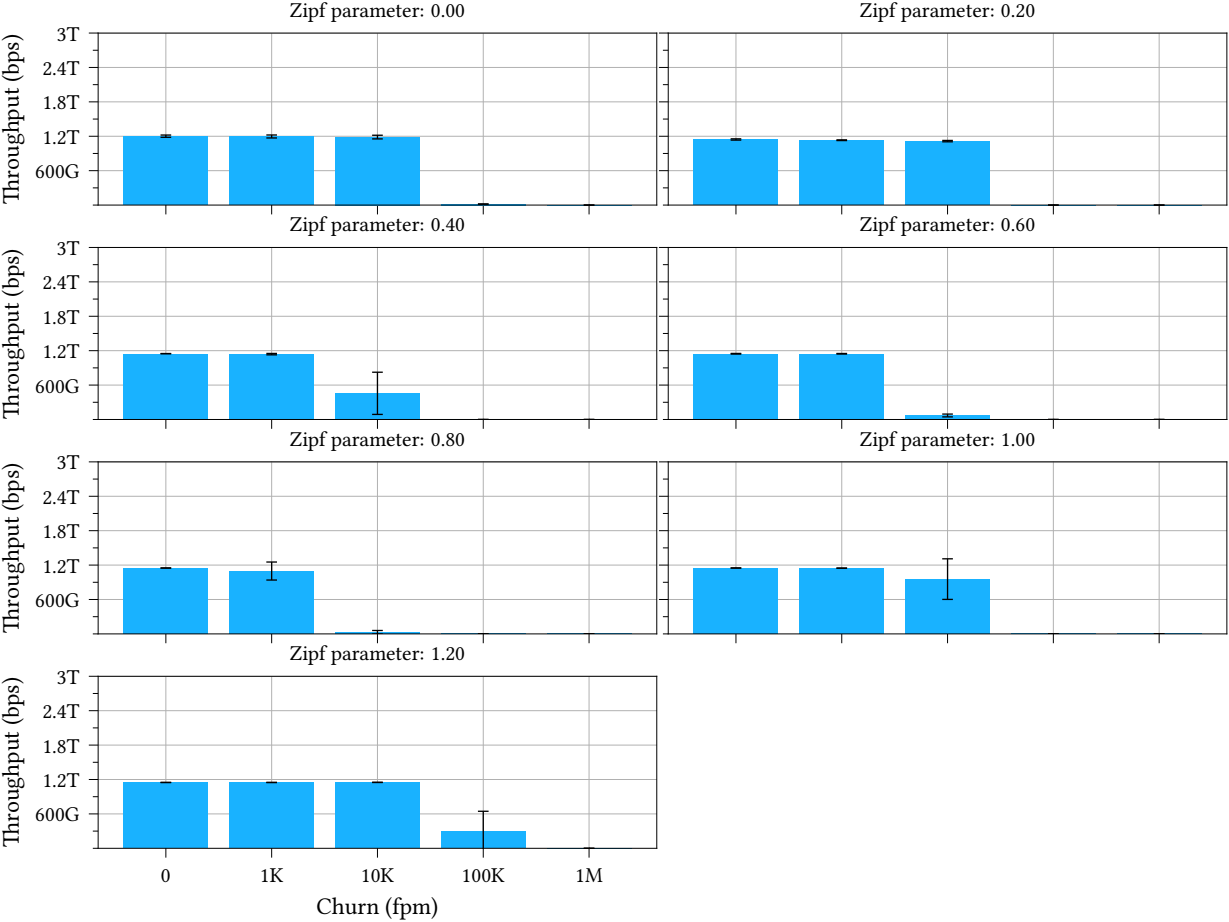 Zipf parameter: 0.00
Zipf parameter: 0.20
Throughput (bps)
3T
2.4T
1.8T
1.2T
600G
Zipf parameter: 0.40
Zipf parameter: 0.60
Throughput (bps)
3T
2.4T
1.8T
1.2T
600G
Zipf parameter: 0.80
Zipf parameter: 1.00
Throughput (bps)
3T
2.4T
1.8T
1.2T
600G
Zipf parameter: 1.20
Throughput (bps)
3T
2.4T
1.8T
1.2T
600G
0 1K 10K 100K 1M
Churn (fpm)